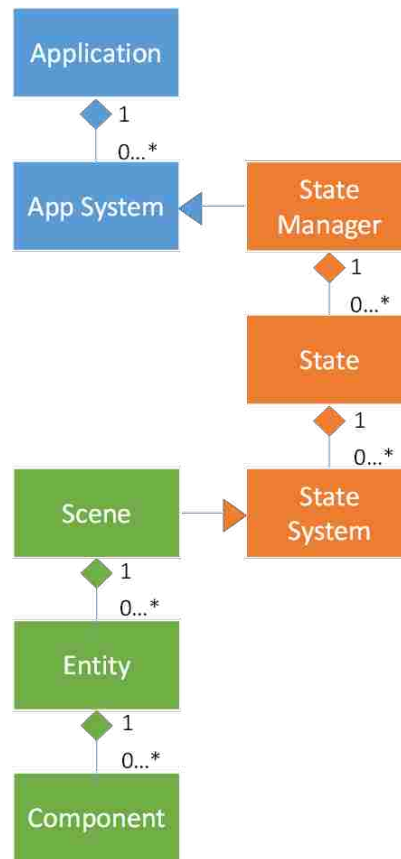 Application
1
0...*
App System
State
Manager
1
0...*
State
1
0...*
Scene
State
System
1
0...*
Entity
1
0...*
Component